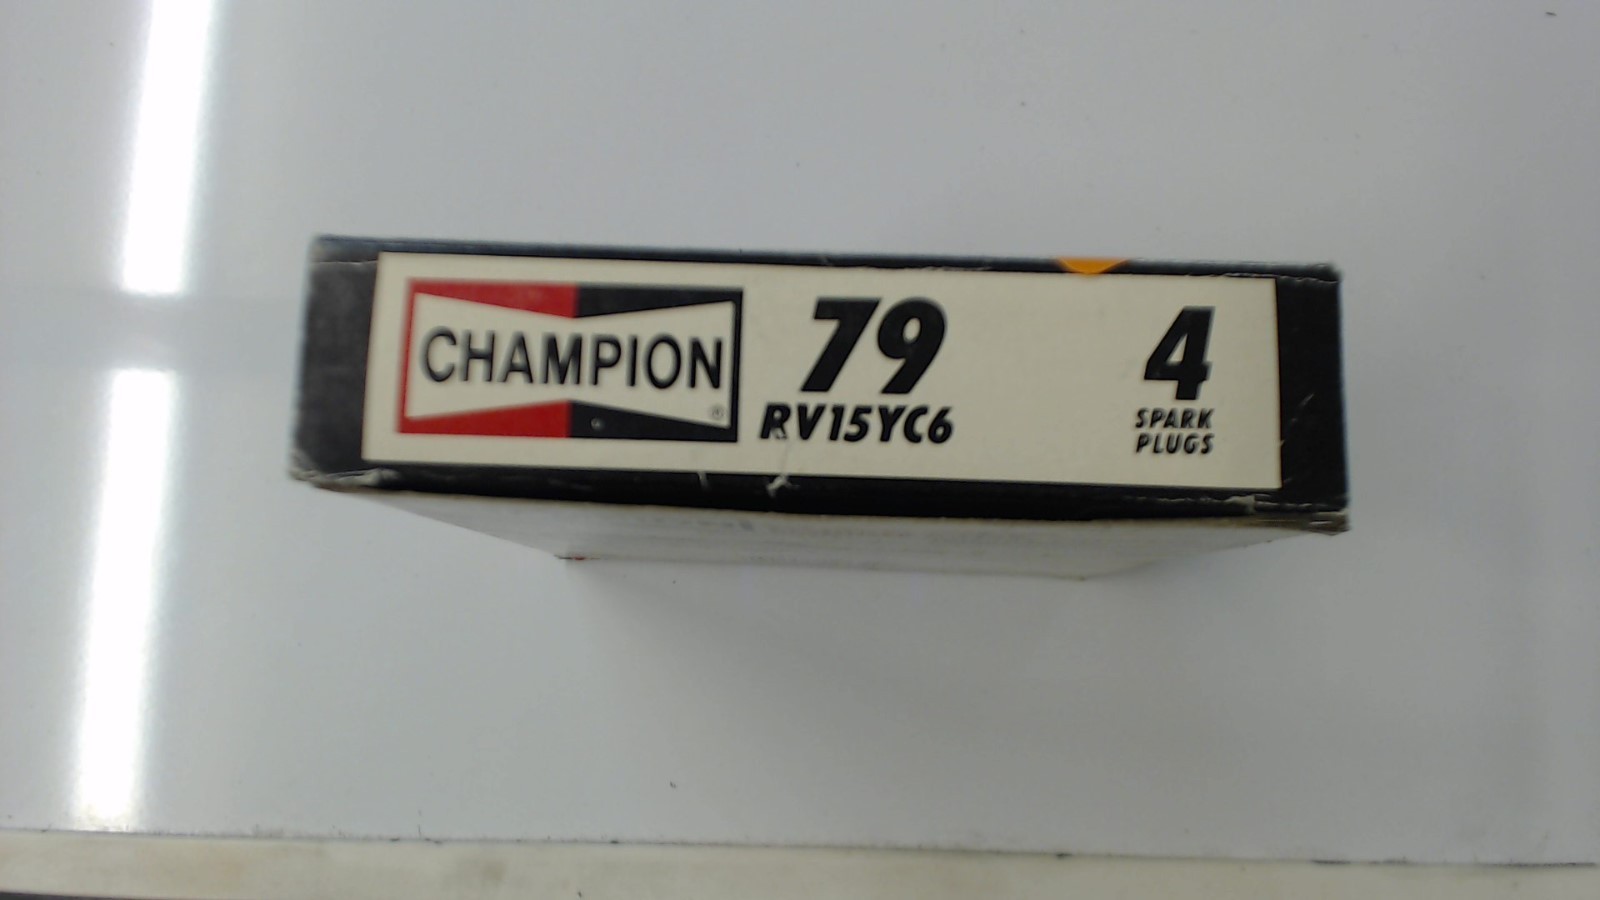 CHAMPION
®
79
RV15YC6
4
SPARK
PLUGS